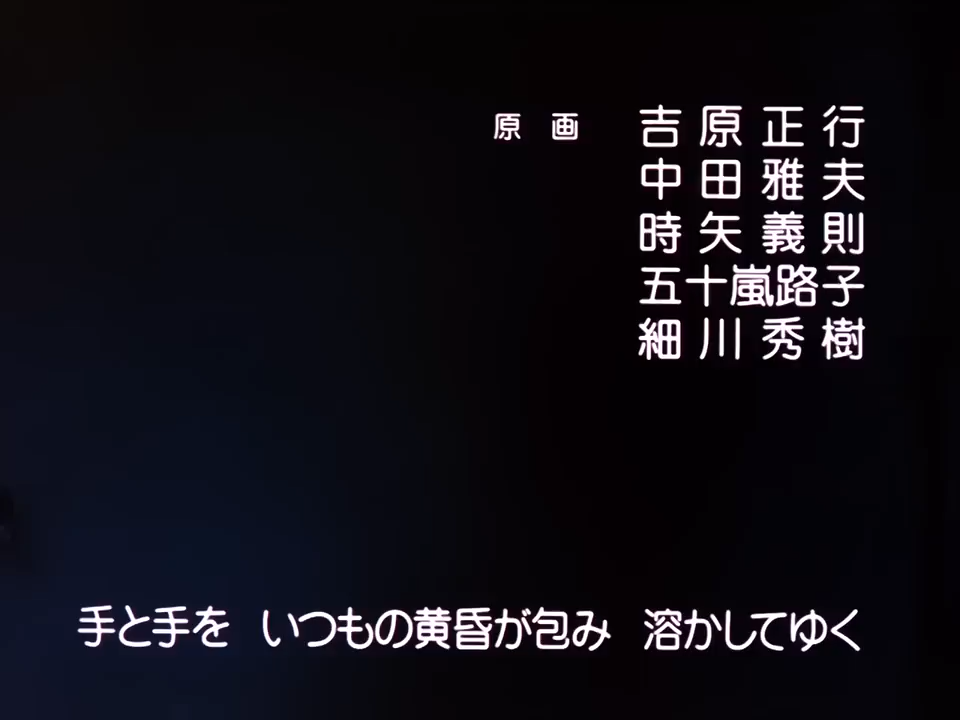 原画 吉原正行
中田雅夫
時矢義則
五十嵐路子
細川秀樹
手と手を いつもの黄昏が包み 溶かしてゆく